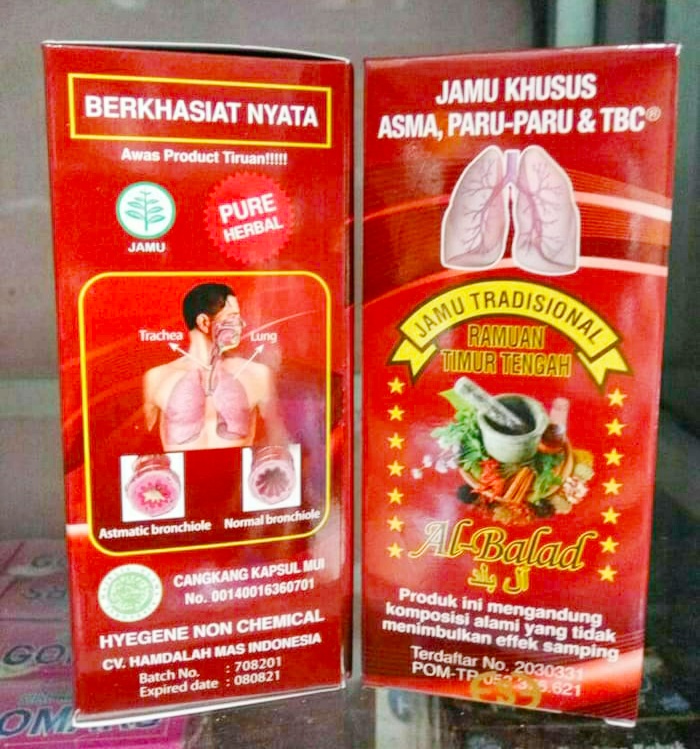 BERKHASIAT NYATA
Awas Product Tiruan!!!!!
JAMU
PURE
HERBAL
Trachea
Lung
Astmatic bronchiole
Normal bronchiole
CANGKANG KAPSUL MUI
No. 00140016360701
HYEGENE NON CHEMICAL
CV. HAMDALAH MAS INDONESIA
Batch No. : 708201
Expired date : 080821
JAMU KHUSUS
ASMA, PARU-PARU & TBC®
JAMU TRADISIONAL
RAMUAN
TIMUR TENGAH
Al-Balad
Produk ini mengandung
komposisi alami yang tidak
menimbulkan effek samping
Terdaftar No. 2030331
POM-TR